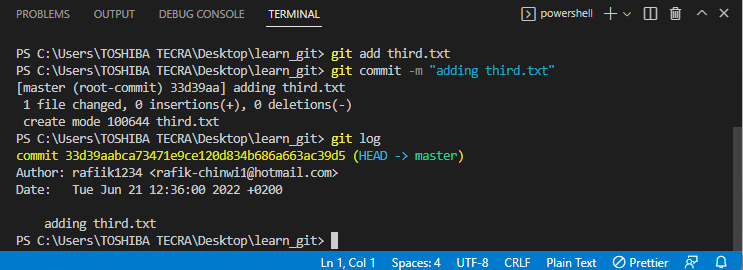 PROBLEMS OUTPUT DEBUG CONSOLE TERMINAL powershell
PS C:\Users\TOSHIBA TECRA\Desktop\learn_git> git add third.txt
PS C:\Users\TOSHIBA TECRA\Desktop\learn_git> git commit -m "adding third.txt"
[master (root-commit) 33d39aa] adding third.txt
 1 file changed, 0 insertions(+), 0 deletions(-)
 create mode 100644 third.txt
PS C:\Users\TOSHIBA TECRA\Desktop\learn_git> git log
commit 33d39aabca73471e9ce120d834b686a663ac39d5 (HEAD -> master)
Author: rafiik1234 <rafik-chinwi1@hotmail.com>
Date:   Tue Jun 21 12:36:00 2022 +0200
    adding third.txt
PS C:\Users\TOSHIBA TECRA\Desktop\learn_git>
Ln 1, Col 1 Spaces: 4 UTF-8 CRLF Plain Text Prettier